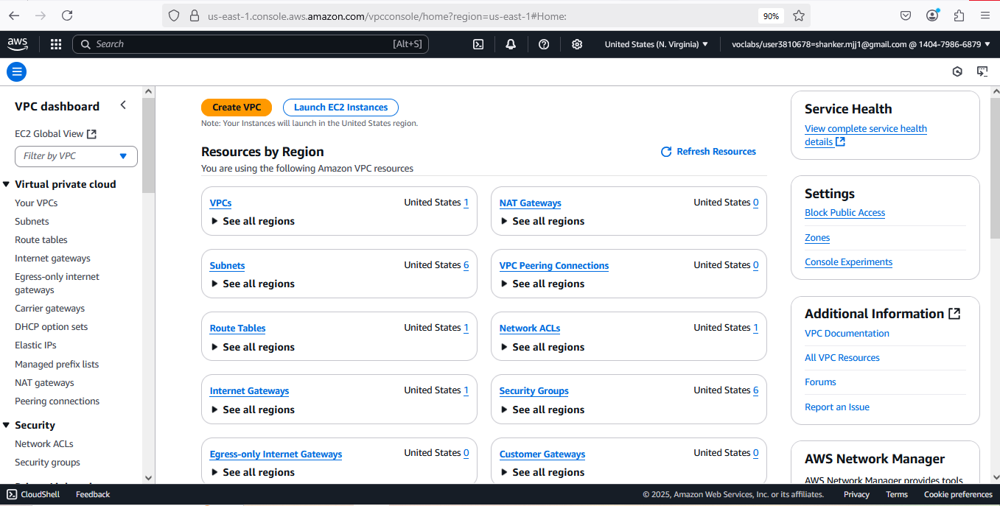 us-east-1.console.aws.amazon.com/vpcconsole/home?region=us-east-1#Home:
90%
aws
Search
[Alt+S]
United States (N. Virginia)
voclabs/user3810678=shanker.mjj1@gmail.com @ 1404-7986-6879
VPC dashboard
EC2 Global View
Filter by VPC
Virtual private cloud
Your VPCs
Subnets
Route tables
Internet gateways
Egress-only internet
gateways
Carrier gateways
DHCP option sets
Elastic IPs
Managed prefix lists
NAT gateways
Peering connections
Security
Network ACLs
Security groups
Create VPC
Launch EC2 Instances
Note: Your Instances will launch in the United States region.
Resources by Region
Refresh Resources
You are using the following Amazon VPC resources
VPCs
United States 1
See all regions
NAT Gateways
United States 0
See all regions
Subnets
United States 6
See all regions
VPC Peering Connections
United States 0
See all regions
Route Tables
United States 1
See all regions
Network ACLs
United States 1
See all regions
Internet Gateways
United States 1
See all regions
Security Groups
United States 6
See all regions
Egress-only Internet Gateways
United States 0
See all regions
Customer Gateways
United States 0
See all regions
Service Health
View complete service health
details
Settings
Block Public Access
Zones
Console Experiments
Additional Information
VPC Documentation
All VPC Resources
Forums
Report an Issue
AWS Network Manager
AWS Network Manager provides tools
CloudShell
Feedback
© 2025, Amazon Web Services, Inc. or its affiliates.
Privacy
Terms
Cookie preferences